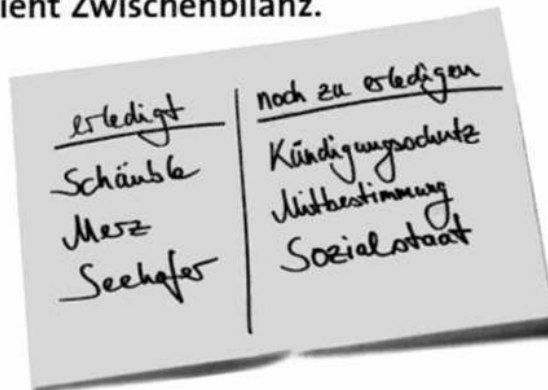 ient Zwischenbilanz.
erledigt
Schäuble
Merz
Seehofer
noch zu erledigen
Kündigungsschutz
Mitbestimmung
Sozialstaat